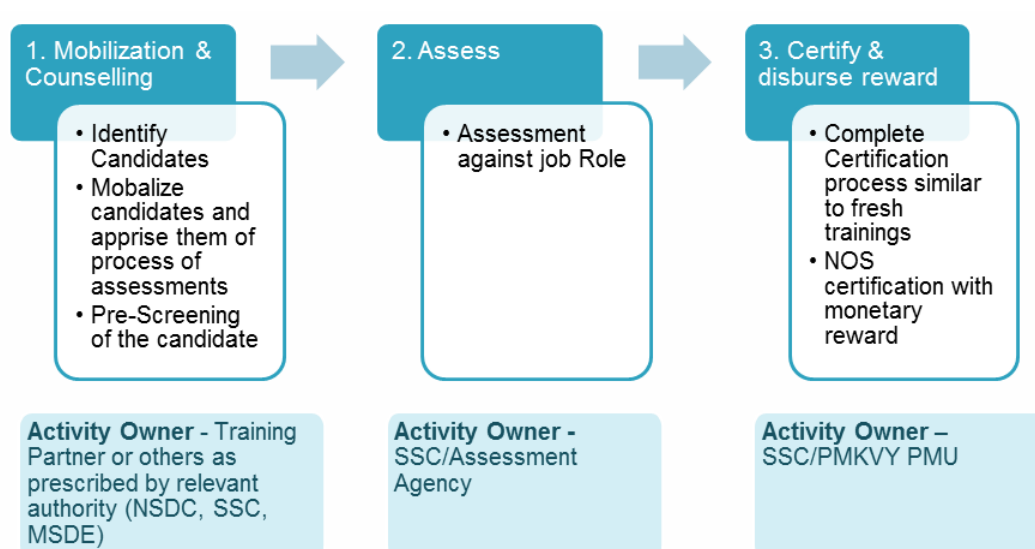 1. Mobilization &
Counselling
• Identify
Candidates
• Mobalize
candidates and
apprise them of
process of
assessments
• Pre-Screening
of the candidate
Activity Owner - Training
Partner or others as
prescribed by relevant
authority (NSDC, SSC,
MSDE)
2. Assess
• Assessment
against job Role
Activity Owner -
SSC/Assessment
Agency
3. Certify &
disburse reward
• Complete
Certification
process similar
to fresh
trainings
• NOS
certification with
monetary
reward
Activity Owner –
SSC/PMKVY PMU